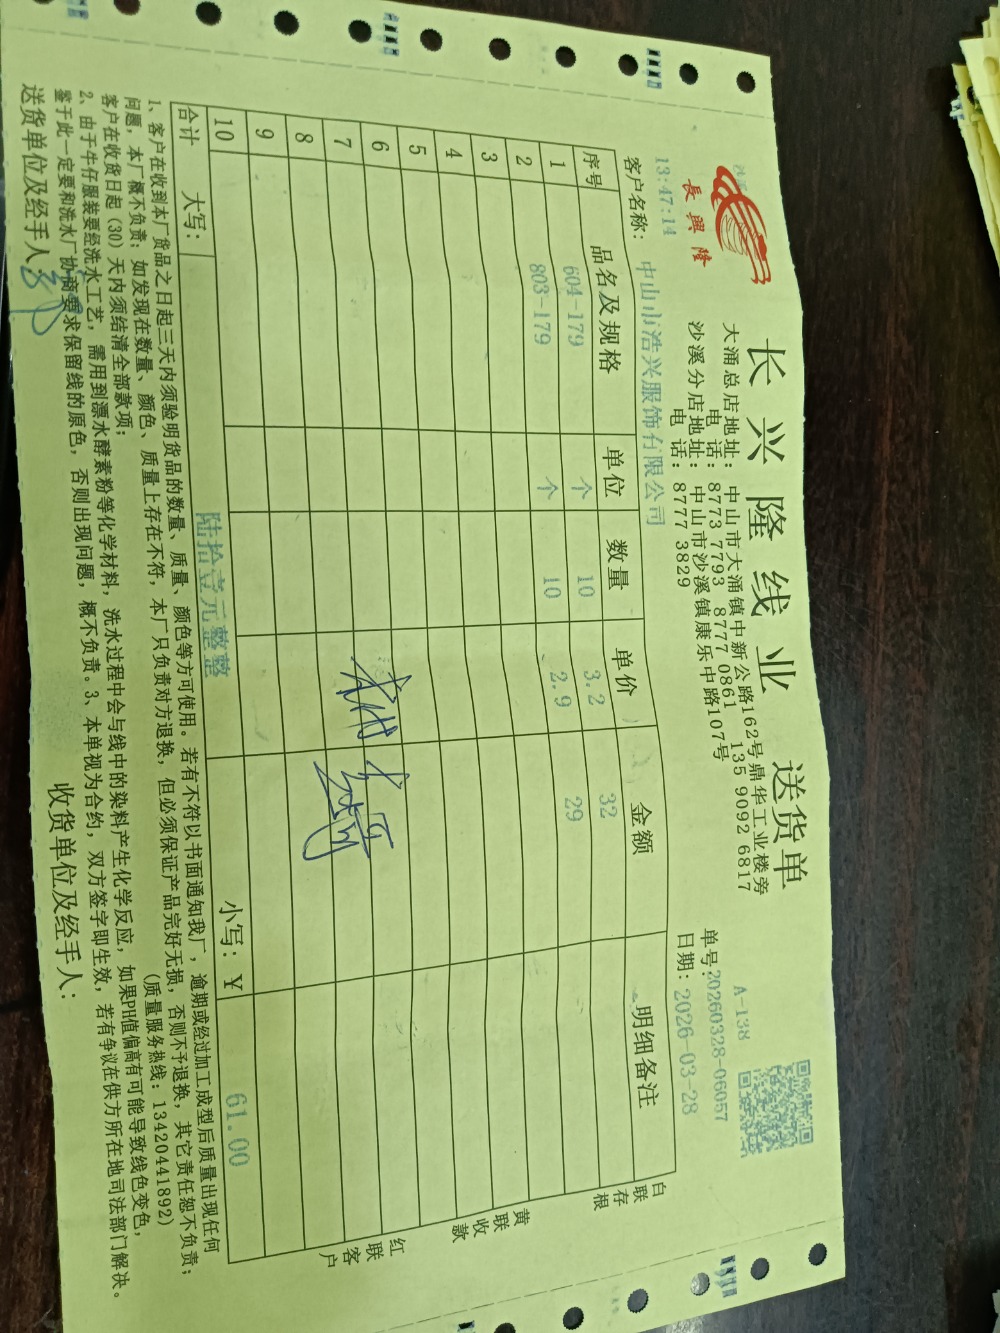 長興隆
长兴隆线业 送货单
大涌总店地址：中山市大涌镇中新公路162号鼎华工业楼旁
电话：8773 7793 8777 0861 135 9092 6817
沙溪分店地址：中山市沙溪镇康乐中路107号
电话：8777 3829
A-138
13:47:14
单号：20260328-06057
客户名称：中山市浩兴服饰有限公司
日期：2026-03-28
序号 品名及规格 单位 数量 单价 金额 明细备注
1 604-179 个 10 3.2 32
2 803-179 个 10 2.9 29
3
4
5
6
7
8
9
10
合计 大写：陆拾壹元整整 小写：￥ 61.00
白联存根
黄联收款
红联客户
1、客户在收到本厂货品之日起三天内须验明货品的数量、质量、颜色等方可使用。若有不符以书面通知我厂，逾期或经过加工成型后质量出现任何
问题，本厂概不负责；如发现在数量、颜色、质量上存在不符，本厂只负责对方退换，但必须保证产品完好无损，否则不予退换，其它责任恕不负责；
客户在收货日起（30）天内须结清全部款项； （质量服务热线：13420441892）
2、由于牛仔服装要经洗水工艺，需用到漂水酵素粉等化学材料，洗水过程中会与线中的染料产生化学反应，如果PH值偏高有可能导致线色变色，
鉴于此一定要和洗水厂协商要求保留线的原色，否则出现问题，概不负责。3、本单视为合约，双方签字即生效，若有争议在供方所在地司法部门解决。
送货单位及经手人： 收货单位及经手人：